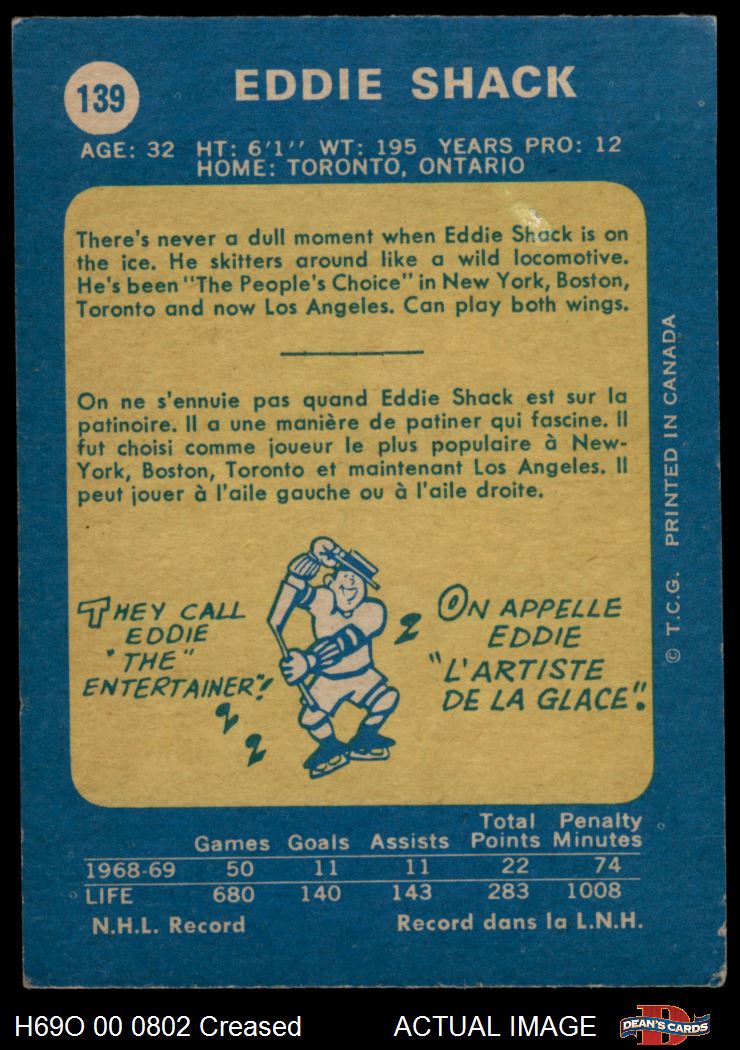 139
EDDIE SHACK
AGE: 32 HT: 6'1'' WT: 195 YEARS PRO: 12
HOME: TORONTO, ONTARIO
There's never a dull moment when Eddie Shack is on
the ice. He skitters around like a wild locomotive.
He's been "The People's Choice" in New York, Boston,
Toronto and now Los Angeles. Can play both wings.
On ne s'ennuie pas quand Eddie Shack est sur la
patinoire. Il a une manière de patiner qui fascine. Il
fut choisi comme joueur le plus populaire à New-
York, Boston, Toronto et maintenant Los Angeles. Il
peut jouer à l'aile gauche ou à l'aile droite.
THEY CALL
EDDIE
"THE"
ENTERTAINER"!
ON APPELLE
EDDIE
"L'ARTISTE
DE LA GLACE".
© T.C.G. PRINTED IN CANADA
Games Goals Assists Total Points Penalty Minutes
1968-69 50 11 11 22 74
LIFE 680 140 143 283 1008
N.H.L. Record Record dans la L.N.H.
H69O 00 0802 Creased ACTUAL IMAGE
DEAN'S CARDS